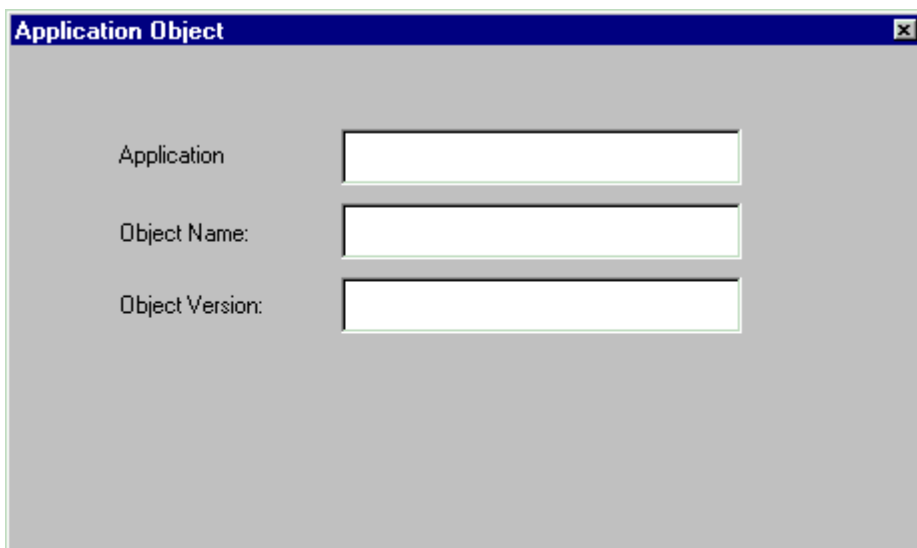 Application Object
Application
Object Name:
Object Version: